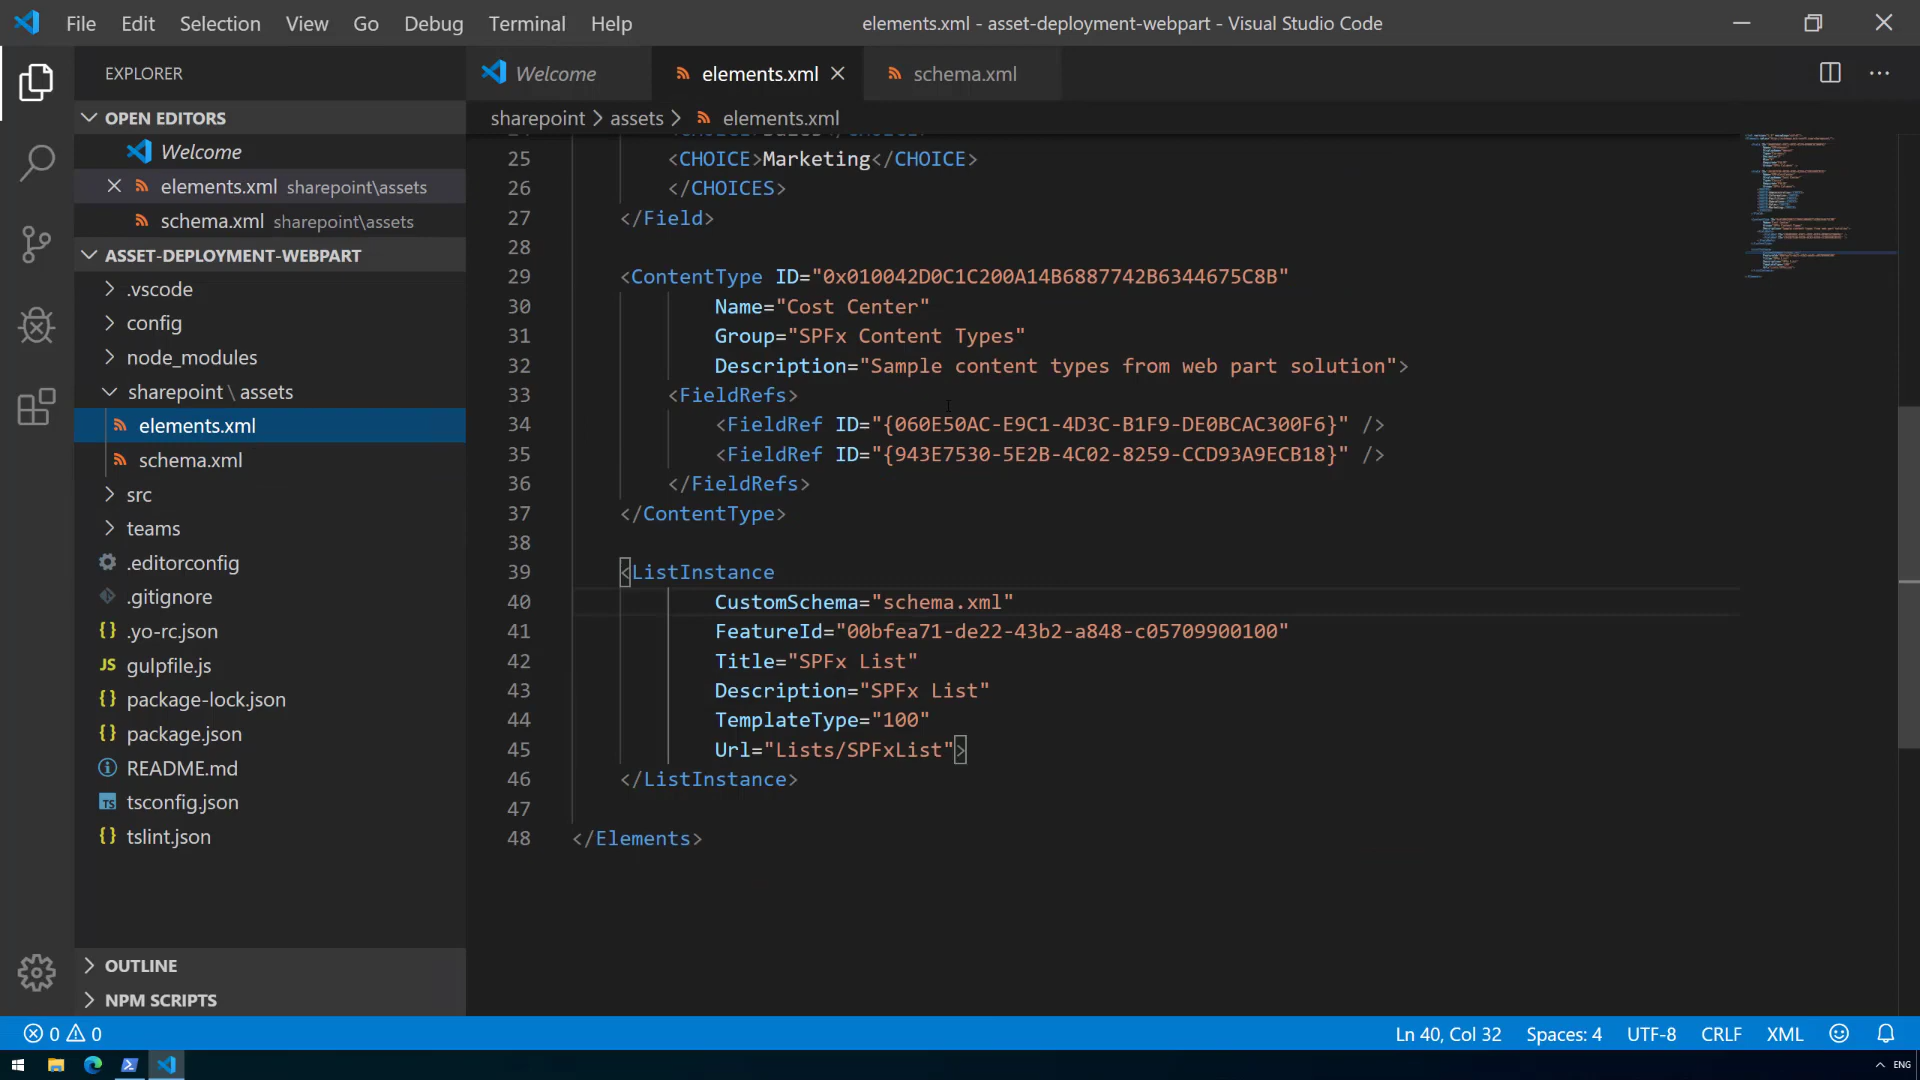 File Edit Selection View Go Debug Terminal Help
elements.xml - asset-deployment-webpart - Visual Studio Code
EXPLORER
OPEN EDITORS
Welcome
elements.xml sharepoint\assets
schema.xml sharepoint\assets
ASSET-DEPLOYMENT-WEBPART
.vscode
config
node_modules
sharepoint \ assets
elements.xml
schema.xml
src
teams
.editorconfig
.gitignore
.yo-rc.json
JS gulpfile.js
package-lock.json
package.json
README.md
TS tsconfig.json
tslint.json
OUTLINE
NPM SCRIPTS
Welcome elements.xml schema.xml
sharepoint > assets > elements.xml
25 <CHOICE>Marketing</CHOICE>
26 </CHOICES>
27 </Field>
28
29 <ContentType ID="0x010042D0C1C200A14B6887742B6344675C8B"
30 Name="Cost Center"
31 Group="SPFx Content Types"
32 Description="Sample content types from web part solution">
33 <FieldRefs>
34 <FieldRef ID="{060E50AC-E9C1-4D3C-B1F9-DE0BCAC300F6}" />
35 <FieldRef ID="{943E7530-5E2B-4C02-8259-CCD93A9ECB18}" />
36 </FieldRefs>
37 </ContentType>
38
39 <ListInstance
40 CustomSchema="schema.xml"
41 FeatureId="00bfea71-de22-43b2-a848-c05709900100"
42 Title="SPFx List"
43 Description="SPFx List"
44 TemplateType="100"
45 Url="Lists/SPFxList">
46 </ListInstance>
47
48 </Elements>
0 0 Ln 40, Col 32 Spaces: 4 UTF-8 CRLF XML
ENG